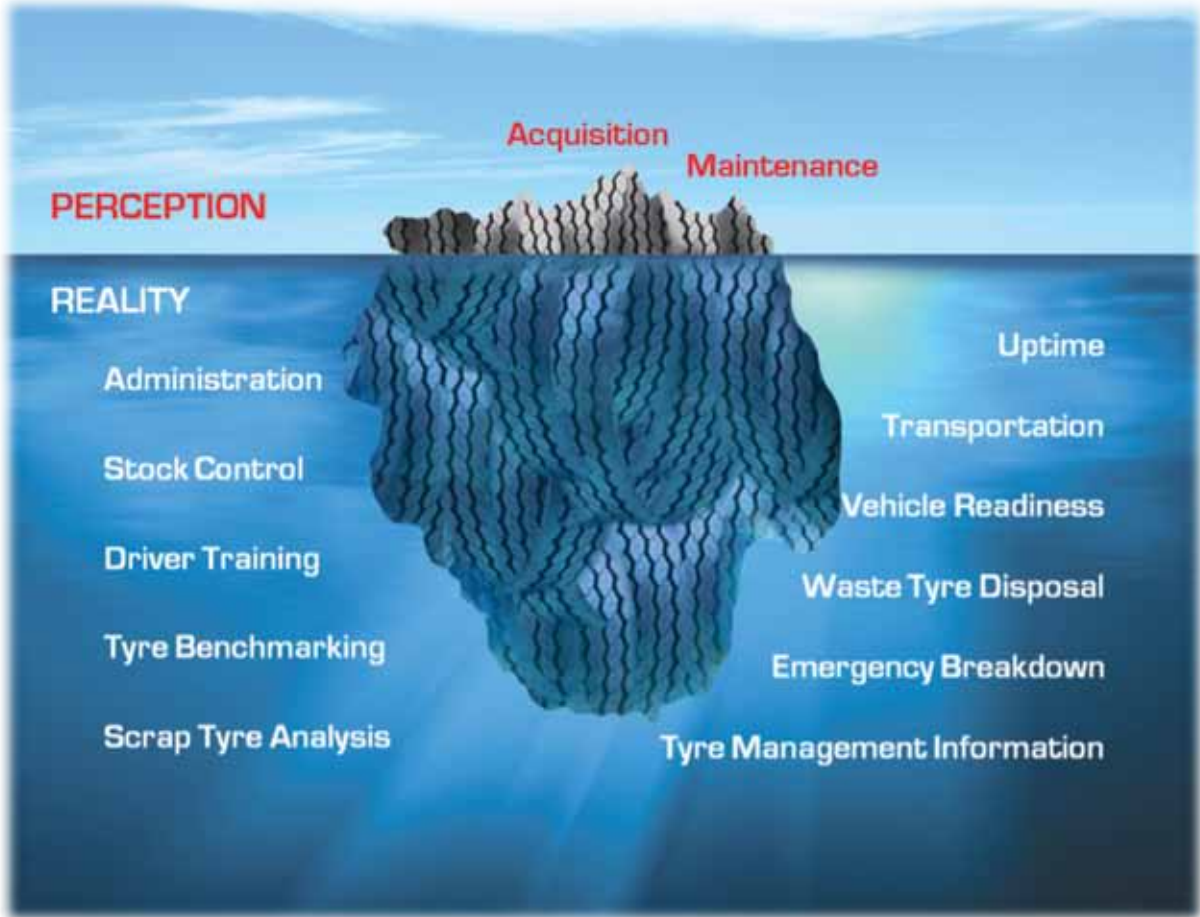 Acquisition
Maintenance
PERCEPTION
REALITY
Administration
Stock Control
Driver Training
Tyre Benchmarking
Scrap Tyre Analysis
Uptime
Transportation
Vehicle Readiness
Waste Tyre Disposal
Emergency Breakdown
Tyre Management Information